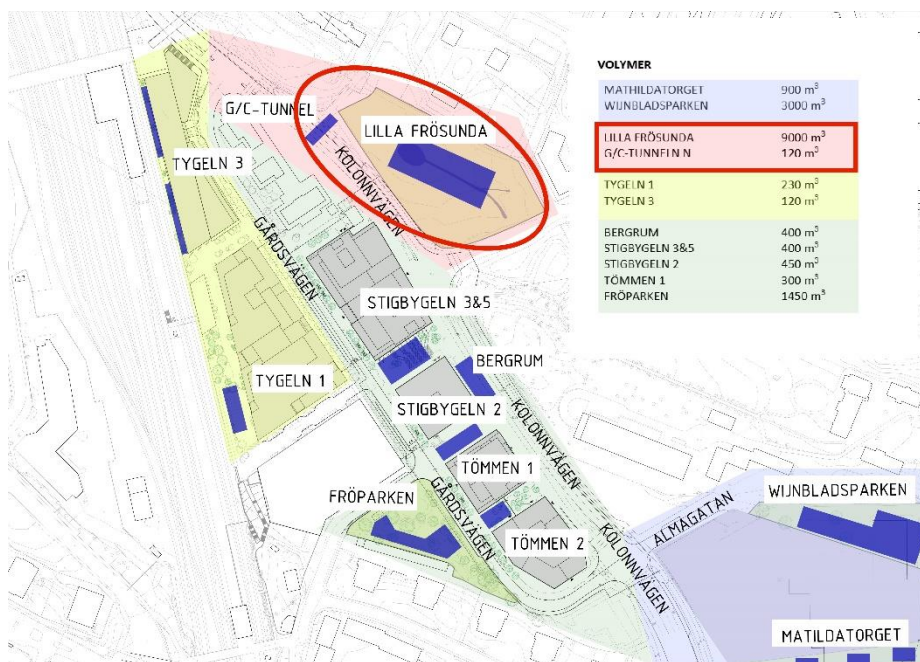 VOLYMER
MATHILDATORGET 900 m³
WIJNBLADSPARKEN 3000 m³
LILLA FRÖSUNDA 9000 m³
G/C-TUNNELN N 120 m³
TYGELN 1 230 m³
TYGELN 3 120 m³
BERGRUM 400 m³
STIGBYGELN 3&5 400 m³
STIGBYGELN 2 450 m³
TÖMMEN 1 300 m³
FRÖPARKEN 1450 m³
G/C-TUNNEL
LILLA FRÖSUNDA
TYGELN 3
KOLONNVÄGEN
GÅRDSVÄGEN
STIGBYGELN 3&5
BERGRUM
TYGELN 1
STIGBYGELN 2
KOLONNVÄGEN
TÖMMEN 1
FRÖPARKEN
GÅRDSVÄGEN
TÖMMEN 2
KOLONNVÄGEN
ALMAGATAN
WIJNBLADSPARKEN
MATILDATORGET